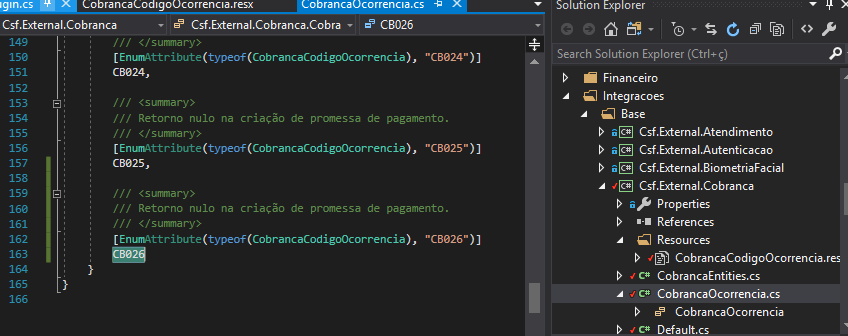 ugin.cs
CobrancaCodigoOcorrencia.resx
CobrancaOcorrencia.cs
Csf.External.Cobranca
Csf.External.Cobranca.Cobra
CB026
149 /// </summary>
150 [EnumAttribute(typeof(CobrancaCodigoOcorrencia), "CB024")]
151 CB024,
152
153 /// <summary>
154 /// Retorno nulo na criação de promessa de pagamento.
155 /// </summary>
156 [EnumAttribute(typeof(CobrancaCodigoOcorrencia), "CB025")]
157 CB025,
158
159 /// <summary>
160 /// Retorno nulo na criação de promessa de pagamento.
161 /// </summary>
162 [EnumAttribute(typeof(CobrancaCodigoOcorrencia), "CB026")]
163 CB026
164 }
165 }
166
Solution Explorer
Search Solution Explorer (Ctrl+ç)
Financeiro
Integracoes
Base
C# Csf.External.Atendimento
C# Csf.External.Autenticacao
C# Csf.External.BiometriaFacial
C# Csf.External.Cobranca
Properties
References
Resources
CobrancaCodigoOcorrencia.res
C# CobrancaEntities.cs
C# CobrancaOcorrencia.cs
CobrancaOcorrencia
C# Default.cs